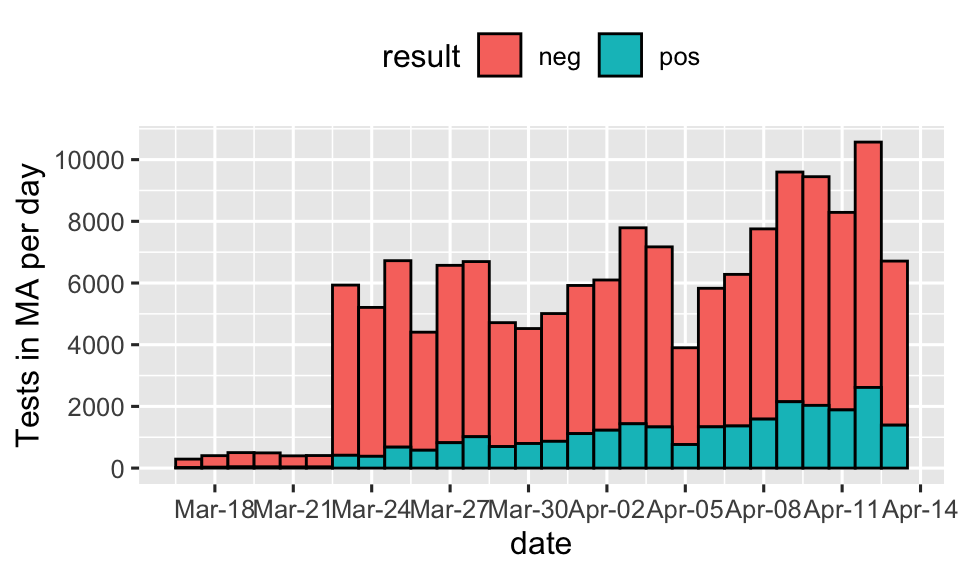 result neg pos
Tests in MA per day
10000
8000
6000
4000
2000
0
Mar-18 Mar-21 Mar-24 Mar-27 Mar-30 Apr-02 Apr-05 Apr-08 Apr-11 Apr-14
date